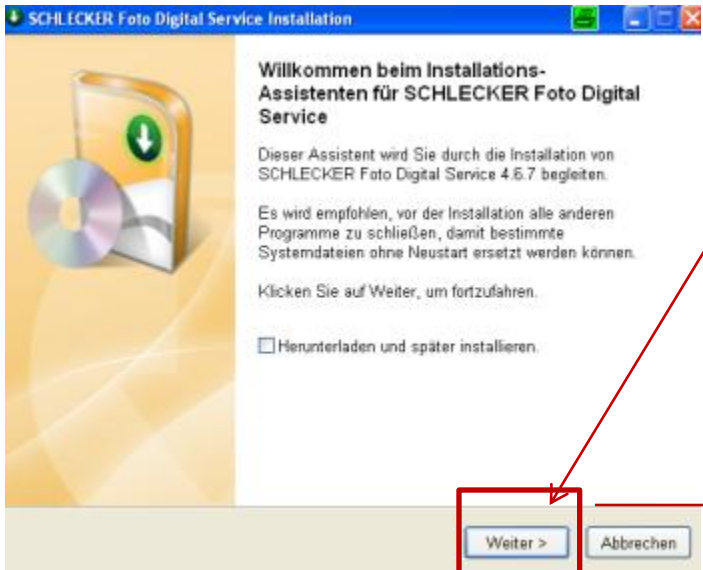 SCHLECKER Foto Digital Service Installation
Willkommen beim Installations-
Assistenten für SCHLECKER Foto Digital
Service
Dieser Assistent wird Sie durch die Installation von
SCHLECKER Foto Digital Service 4.6.7 begleiten.
Es wird empfohlen, vor der Installation alle anderen
Programme zu schließen, damit bestimmte
Systemdateien ohne Neustart ersetzt werden können.
Klicken Sie auf Weiter, um fortzufahren.
Herunterladen und später installieren.
Weiter >
Abbrechen